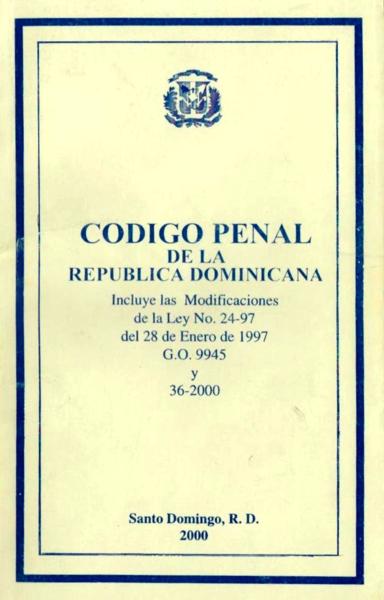 CODIGO PENAL
DE LA
REPUBLICA DOMINICANA
Incluye las Modificaciones
de la Ley No. 24-97
del 28 de Enero de 1997
G.O. 9945
y
36-2000
Santo Domingo, R. D.
2000